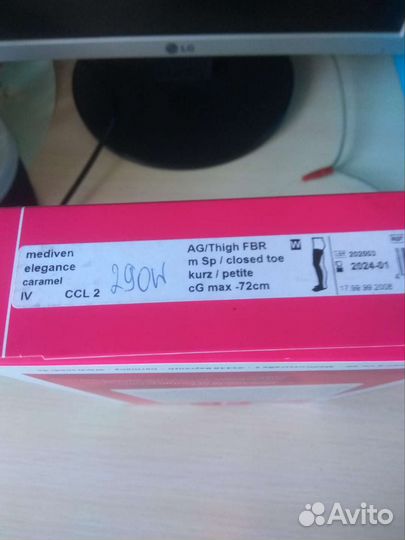 LG
mediven
elegance
caramel
IV CCL 2
290W
AG/Thigh FBR
m Sp / closed toe
kurz / petite
cG max -72cm
W
2024-01
Avito